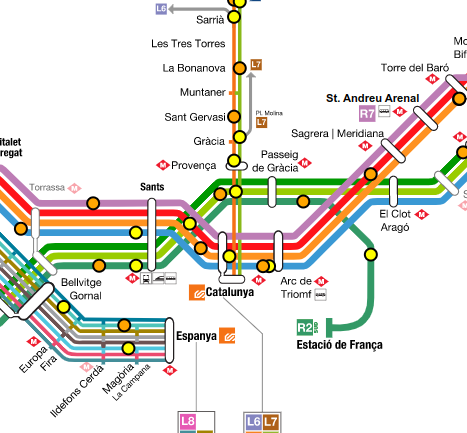 L6
Sarrià
Les Tres Torres
La Bonanova
L7
Muntaner
Sant Gervasi
Pl. Molina
L7
Gràcia
Provença
M
Passeig
de Gràcia
M
Torre del Baró
M
St. Andreu Arenal
R7
M
Sagrera | Meridiana
M
italet
regat
Torrassa
M
Sants
M
Bellvitge
Gornal
El Clot
Aragó
M
M
M
Catalunya
M
Arc de
Triomf
M
R2
SUD
Estació de França
Espanya
M
M
Europa
Fira
M
Ildefons Cerdà
Magòria
La Campana
M
L8
L6
L7